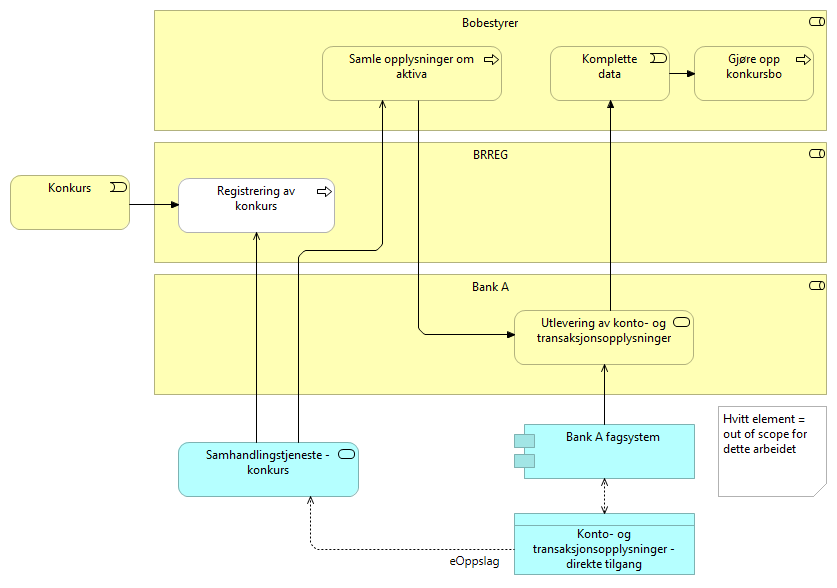 Bobestyrer
Samle opplysninger om
aktiva
Komplette
data
Gjøre opp
konkursbo
BRREG
Konkurs
Registrering av
konkurs
Bank A
Utlevering av konto- og
transaksjonsopplysninger
Samhandlingstjeneste -
konkurs
Bank A fagsystem
Hvitt element =
out of scope for
dette arbeidet
Konto- og
transaksjonsopplysninger -
direkte tilgang
eOppslag